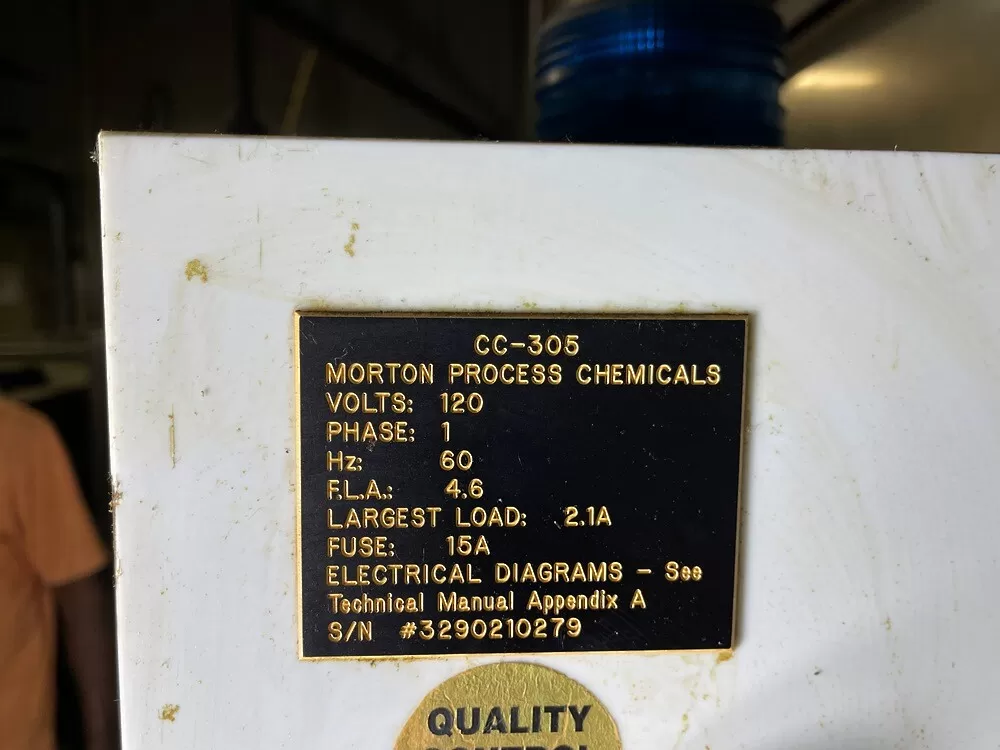 CC-305
MORTON PROCESS CHEMICALS
VOLTS: 120
PHASE: 1
Hz: 60
F.L.A.: 4.6
LARGEST LOAD: 2.1A
FUSE: 15A
ELECTRICAL DIAGRAMS - See
Technical Manual Appendix A
S/N #3290210279
QUALITY
CONTROL